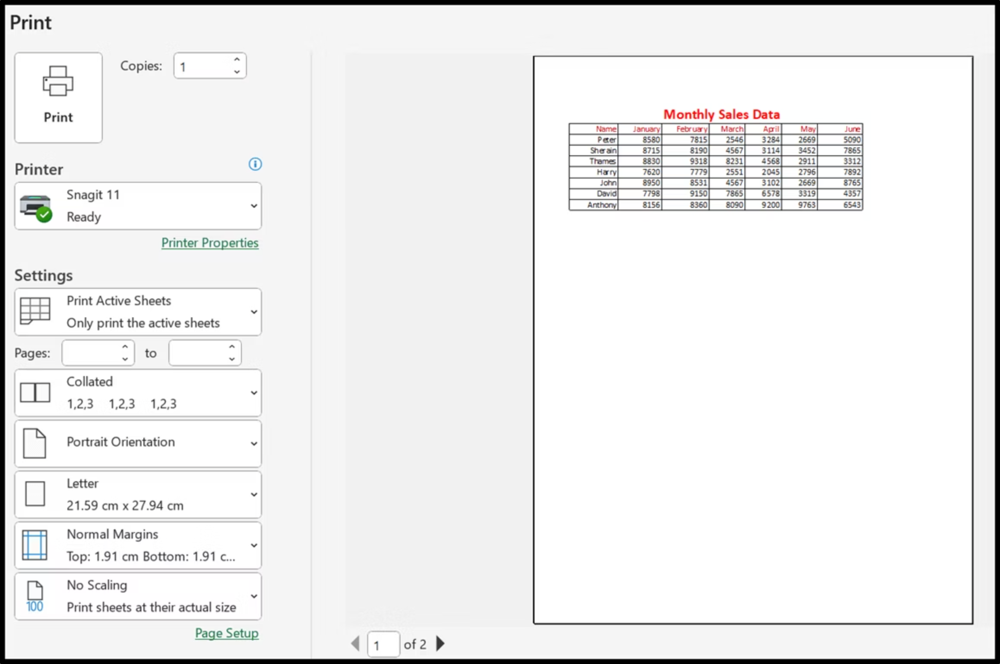 Print
Copies: 1
Print
Printer
Snagit 11
Ready
Printer Properties
Settings
Print Active Sheets
Only print the active sheets
Pages: to
Collated
1,2,3 1,2,3 1,2,3
Portrait Orientation
Letter
21.59 cm x 27.94 cm
Normal Margins
Top: 1.91 cm Bottom: 1.91 c...
No Scaling
100
Print sheets at their actual size
Page Setup
Monthly Sales Data
Name January February March April May June
Peter 8580 7815 2546 3284 2669 5090
Sherain 8715 8190 4567 3114 3452 7865
Thames 8830 9318 8231 4568 2911 3312
Harry 7620 7779 2551 2045 2796 7892
John 8950 8531 4567 3102 2669 8765
David 7798 9150 7865 6578 3319 4357
Anthony 8156 8360 8090 9200 9763 6543
1 of 2